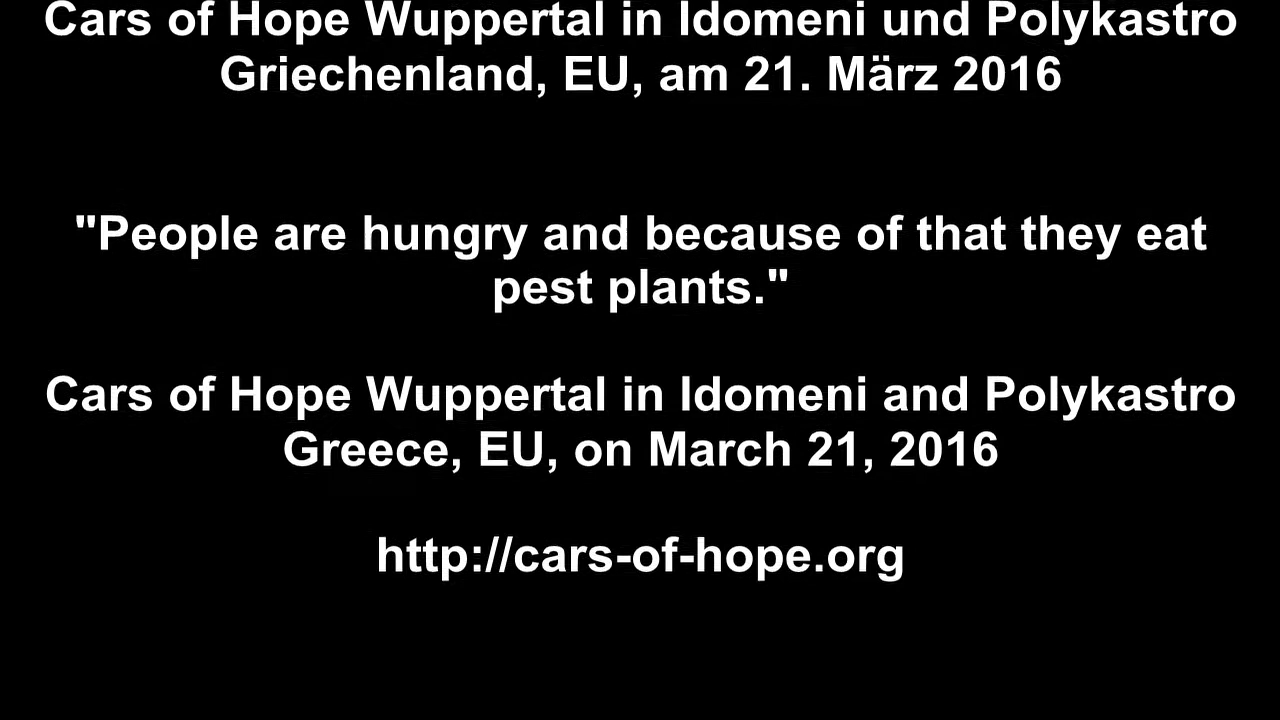 Cars of Hope Wuppertal in Idomeni und Polykastro
Griechenland, EU, am 21. März 2016
"People are hungry and because of that they eat
pest plants."
Cars of Hope Wuppertal in Idomeni and Polykastro
Greece, EU, on March 21, 2016
http://cars-of-hope.org